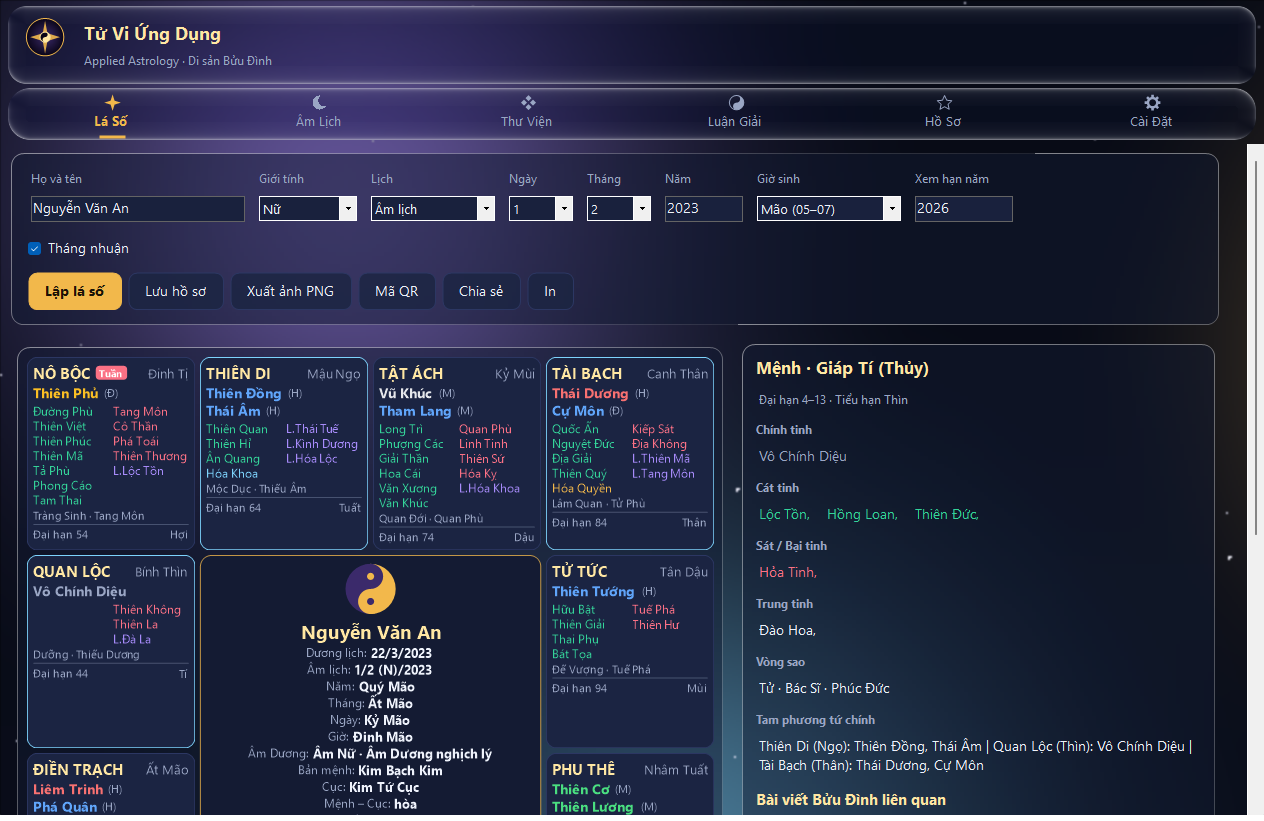 Tử Vi Ứng Dụng
Applied Astrology · Di sản Bửu Đình
Lá Số
Âm Lịch
Thư Viện
Luận Giải
Hồ Sơ
Cài Đặt
Họ và tên
Giới tính
Lịch
Ngày
Tháng
Năm
Giờ sinh
Xem hạn năm
Nguyễn Văn An
Nữ
Âm lịch
1
2
2023
Mão (05–07)
2026
Tháng nhuận
Lập lá số
Lưu hồ sơ
Xuất ảnh PNG
Mã QR
Chia sẻ
In
NÔ BỘC Tuần Đinh Tị
Thiên Phủ (Đ)
Đường Phù Tang Môn
Thiên Việt Cô Thần
Thiên Phúc Phá Toái
Thiên Mã Thiên Thương
Tả Phù L.Lộc Tồn
Phong Cáo
Tam Thai
Tràng Sinh · Tang Môn
Đại hạn 54 Hợi
THIÊN DI Mậu Ngọ
Thiên Đồng (H)
Thái Âm (H)
Thiên Quan L.Thái Tuế
Thiên Hỉ L.Kình Dương
Ân Quang L.Hóa Lộc
Hóa Khoa
Mộc Dục · Thiếu Âm
Đại hạn 64 Tuất
TẬT ÁCH Kỷ Mùi
Vũ Khúc (M)
Tham Lang (M)
Long Trì Quan Phù
Phượng Các Linh Tinh
Giải Thần Thiên Sứ
Hoa Cái Hóa Kỵ
Văn Xương L.Hóa Khoa
Văn Khúc
Quan Đới · Quan Phù
Đại hạn 74 Dậu
TÀI BẠCH Canh Thân
Thái Dương (H)
Cự Môn (Đ)
Quốc Ấn Kiếp Sát
Nguyệt Đức Địa Không
Địa Giải L.Thiên Mã
Thiên Quý L.Tang Môn
Hóa Quyền
Lâm Quan · Tử Phù
Đại hạn 84 Thân
QUAN LỘC Bính Thìn
Vô Chính Diệu
Thiên Không
Thiên La
L.Đà La
Dưỡng · Thiếu Dương
Đại hạn 44 Tí
Nguyễn Văn An
Dương lịch: 22/3/2023
Âm lịch: 1/2 (N)/2023
Năm: Quý Mão
Tháng: Ất Mão
Ngày: Kỷ Mão
Giờ: Đinh Mão
Âm Dương: Âm Nữ · Âm Dương nghịch lý
Bản mệnh: Kim Bạch Kim
Cục: Kim Tứ Cục
Mệnh – Cục: hòa
TỬ TỨC Tân Dậu
Thiên Tướng (H)
Hữu Bật Tuế Phá
Thiên Giải Thiên Hư
Thai Phụ
Bát Tọa
Đế Vượng · Tuế Phá
Đại hạn 94 Mùi
ĐIỀN TRẠCH Ất Mão
Liêm Trinh (H)
Phá Quân (H)
PHU THÊ Nhâm Tuất
Thiên Cơ (M)
Thiên Lương (M)
Mệnh · Giáp Tí (Thủy)
Đại hạn 4–13 · Tiểu hạn Thìn
Chính tinh
Vô Chính Diệu
Cát tinh
Lộc Tồn, Hồng Loan, Thiên Đức,
Sát / Bại tinh
Hỏa Tinh,
Trung tinh
Đào Hoa,
Vòng sao
Tử · Bác Sĩ · Phúc Đức
Tam phương tứ chính
Thiên Di (Ngọ): Thiên Đồng, Thái Âm | Quan Lộc (Thìn): Vô Chính Diệu |
Tài Bạch (Thân): Thái Dương, Cự Môn
Bài viết Bửu Đình liên quan